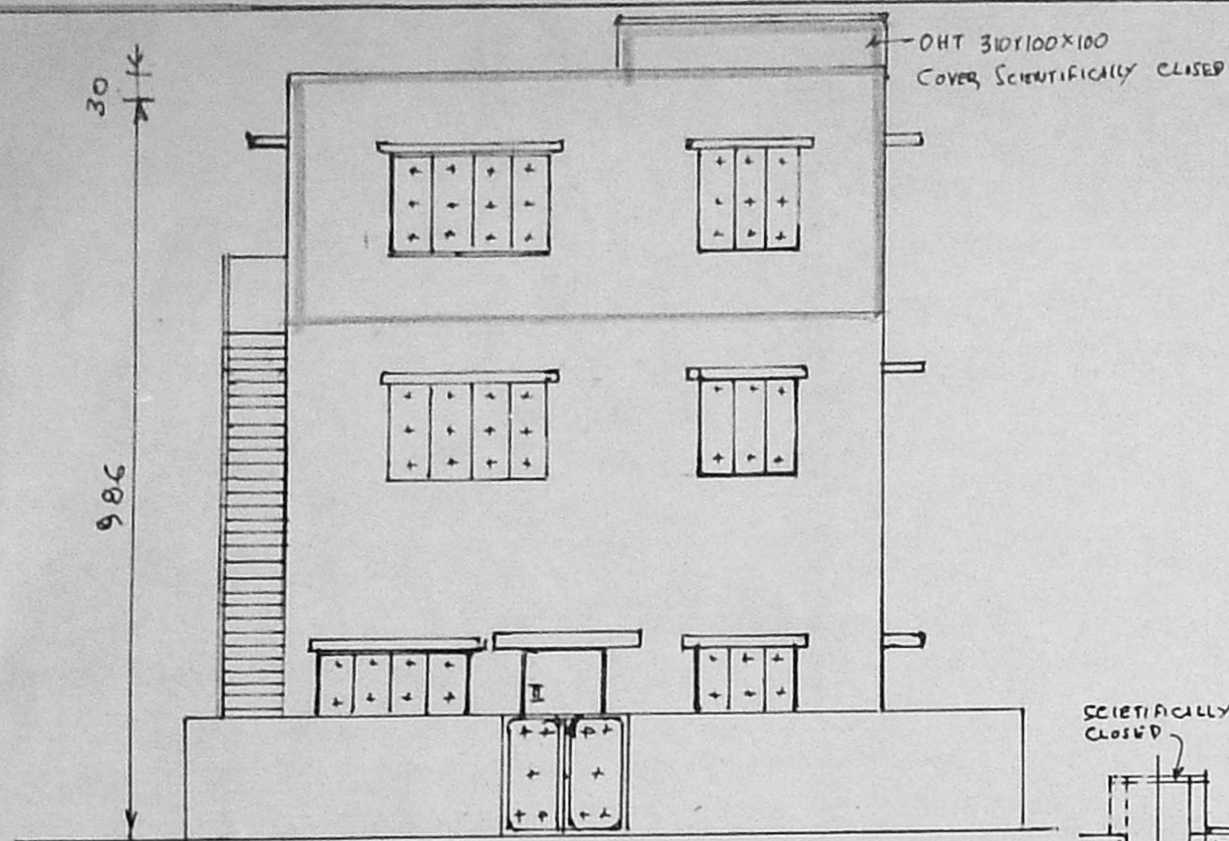 OHT 310X100X100
COVER SCIENTIFICALLY CLOSED
30
986
II
SCIETIFICALLY
CLOSED